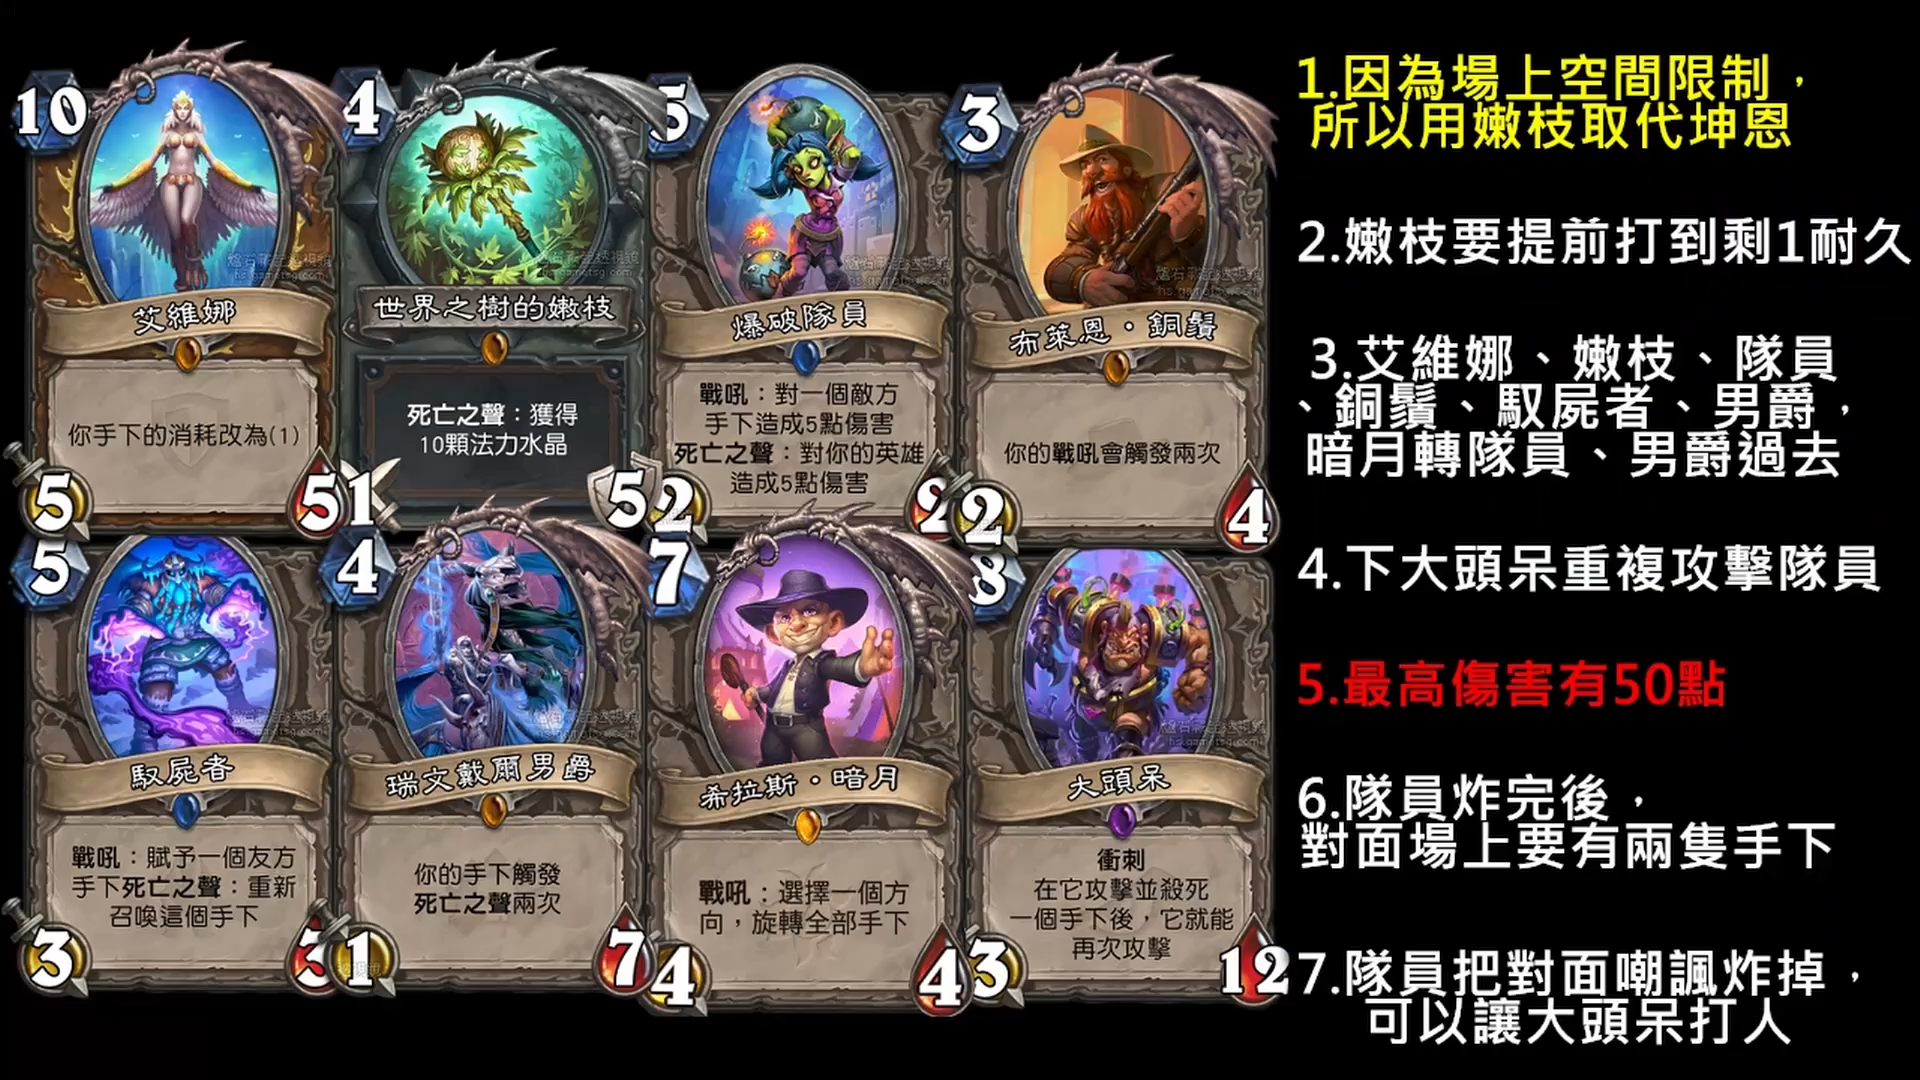 10
艾維娜
你手下的消耗改為(1)
5
5
4
世界之樹的嫩枝
死亡之聲：獲得
10顆法力水晶
1
5
5
爆破隊員
戰吼：對一個敵方
手下造成5點傷害
死亡之聲：對你的英雄
造成5點傷害
2
2
3
布萊恩·銅鬚
你的戰吼會觸發兩次
2
4
5
馭屍者
戰吼：賦予一個友方
手下死亡之聲：重新
召喚這個手下
3
3
4
瑞文戴爾男爵
你的手下觸發
死亡之聲兩次
1
7
7
希拉斯·暗月
戰吼：選擇一個方
向，旋轉全部手下
4
4
8
大頭呆
衝刺
在它攻擊並殺死
一個手下後，它就能
再次攻擊
3
12
1.因為場上空間限制，
所以用嫩枝取代坤恩
2.嫩枝要提前打到剩1耐久
3.艾維娜、嫩枝、隊員
、銅鬚、馭屍者、男爵，
暗月轉隊員、男爵過去
4.下大頭呆重複攻擊隊員
5.最高傷害有50點
6.隊員炸完後，
對面場上要有兩隻手下
7.隊員把對面嘲諷炸掉，
可以讓大頭呆打人